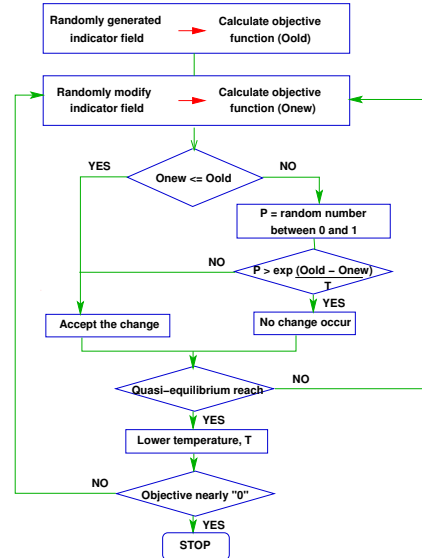 Randomly generated
indicator field
Calculate objective
function (Oold)
Randomly modify
indicator field
Calculate objective
function (Onew)
YES
Onew <= Oold
NO
P = random number
between 0 and 1
NO
P > exp (Oold − Onew)
T
YES
Accept the change
No change occur
Quasi−equilibrium reach
NO
YES
Lower temperature, T
NO
Objective nearly "0"
YES
STOP